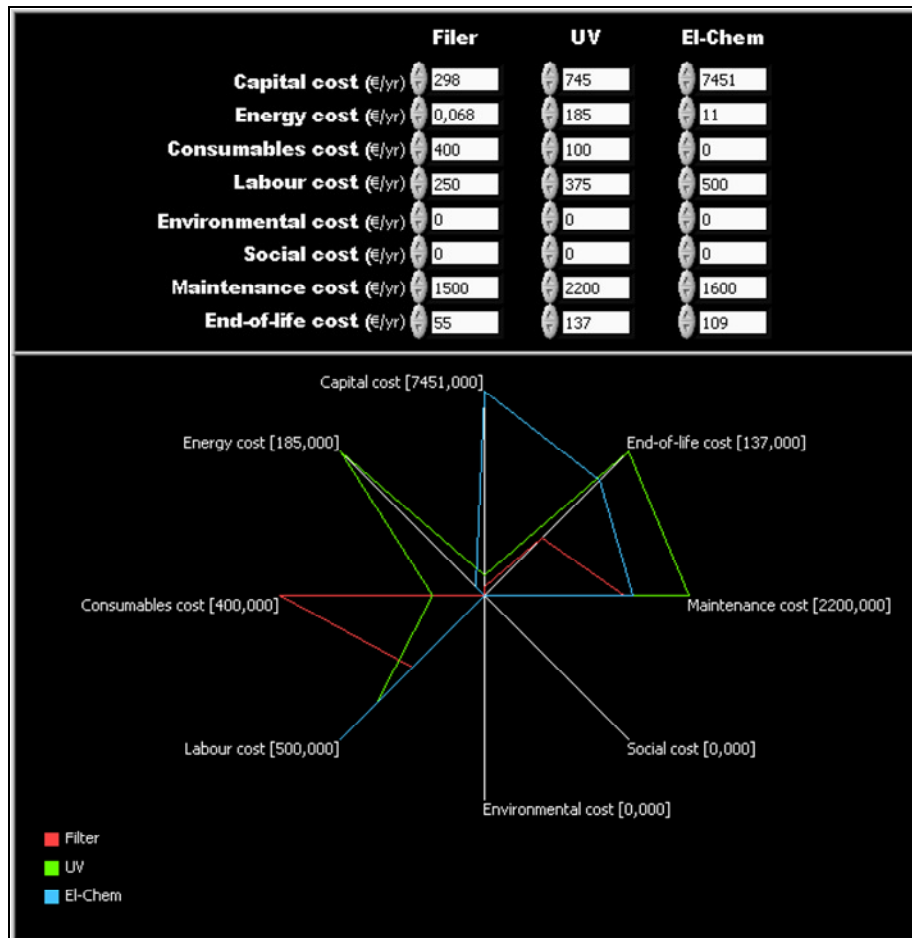 Filer UV El-Chem
Capital cost (€/yr) 298 745 7451
Energy cost (€/yr) 0,068 185 11
Consumables cost (€/yr) 400 100 0
Labour cost (€/yr) 250 375 500
Environmental cost (€/yr) 0 0 0
Social cost (€/yr) 0 0 0
Maintenance cost (€/yr) 1500 2200 1600
End-of-life cost (€/yr) 55 137 109
Capital cost [7451,000]
Energy cost [185,000] End-of-life cost [137,000]
Consumables cost [400,000] Maintenance cost [2200,000]
Labour cost [500,000] Social cost [0,000]
Environmental cost [0,000]
Filter
UV
El-Chem